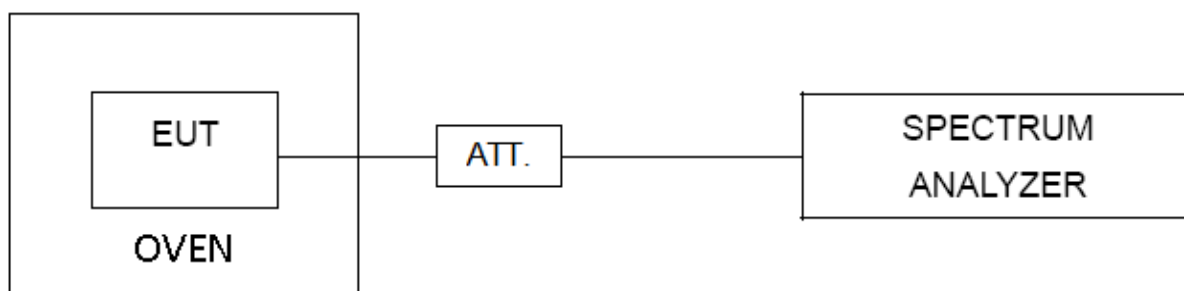 EUT
OVEN
ATT.
SPECTRUM
ANALYZER